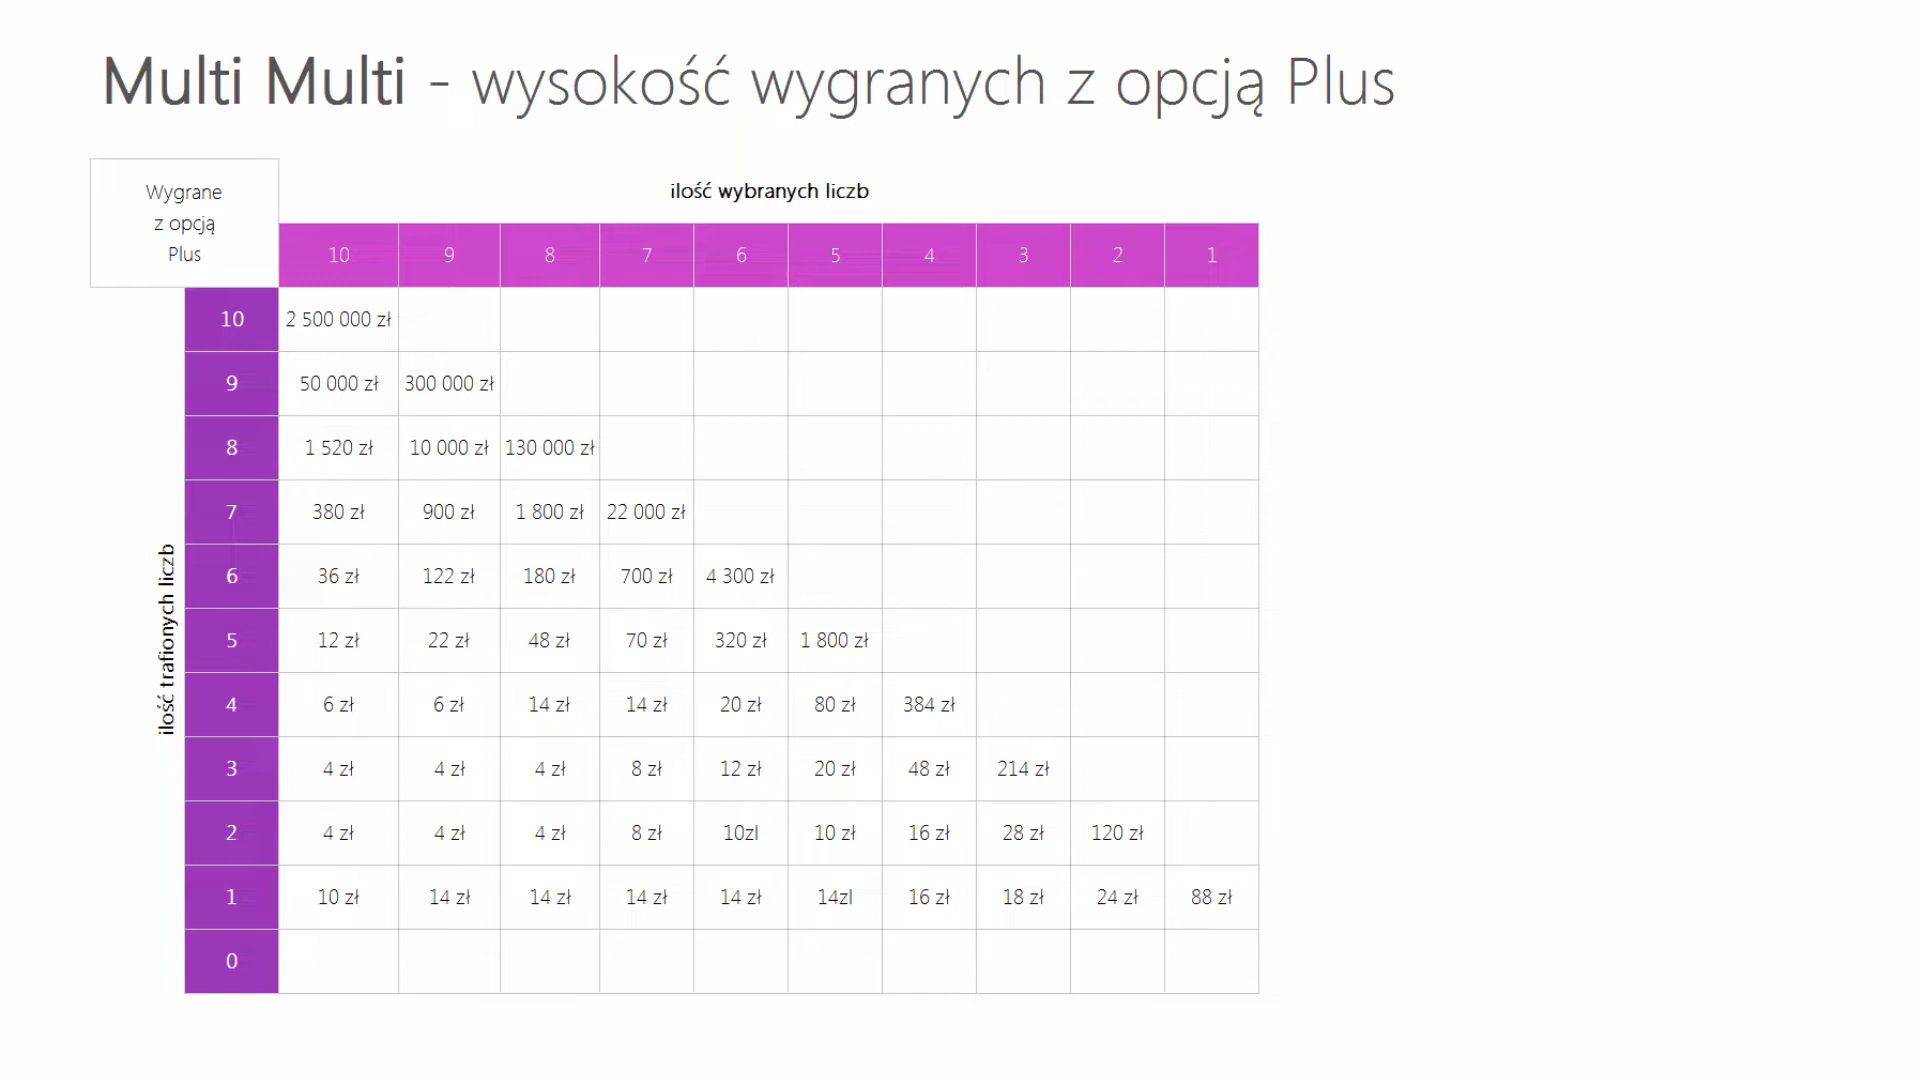 Multi Multi - wysokość wygranych z opcją Plus
Wygrane
z opcją
Plus
ilość wybranych liczb
10 9 8 7 6 5 4 3 2 1
ilość trafionych liczb
10 2 500 000 zł
9 50 000 zł 300 000 zł
8 1 520 zł 10 000 zł 130 000 zł
7 380 zł 900 zł 1 800 zł 22 000 zł
6 36 zł 122 zł 180 zł 700 zł 4 300 zł
5 12 zł 22 zł 48 zł 70 zł 320 zł 1 800 zł
4 6 zł 6 zł 14 zł 14 zł 20 zł 80 zł 384 zł
3 4 zł 4 zł 4 zł 8 zł 12 zł 20 zł 48 zł 214 zł
2 4 zł 4 zł 4 zł 8 zł 10zl 10 zł 16 zł 28 zł 120 zł
1 10 zł 14 zł 14 zł 14 zł 14 zł 14zl 16 zł 18 zł 24 zł 88 zł
0